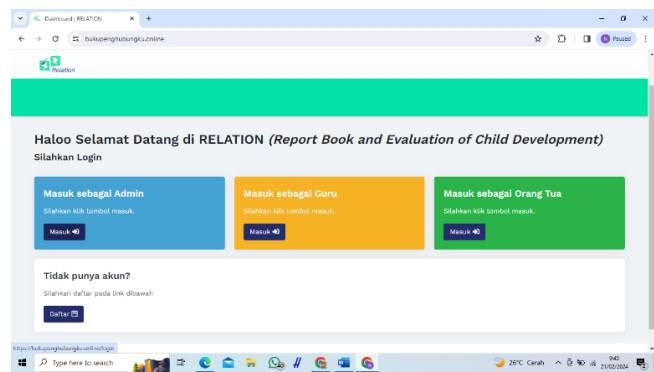 Dashboard | RELATION
bukupenghubungku.online
Paused
Relation
Haloo Selamat Datang di RELATION (Report Book and Evaluation of Child Development)
Silahkan Login
Masuk sebagai Admin
Silahkan klik tombol masuk.
Masuk
Masuk sebagai Guru
Silahkan klik tombol masuk.
Masuk
Masuk sebagai Orang Tua
Silahkan klik tombol masuk.
Masuk
Tidak punya akun?
Silahkan daftar pada link dibawah
Daftar
https://bukupenghubungku.online/login
Type here to search
26°C Cerah
9:45
21/02/2024